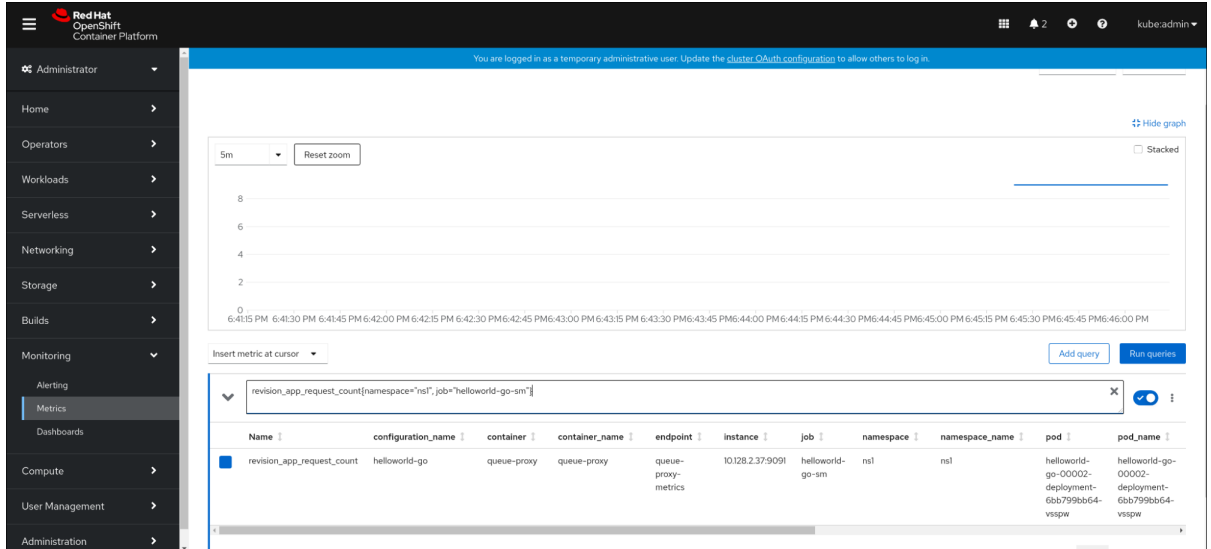 Red Hat
OpenShift
Container Platform
2
kube:admin
You are logged in as a temporary administrative user. Update the cluster OAuth configuration to allow others to log in.
Administrator
Home
Operators
Workloads
Serverless
Networking
Storage
Builds
Monitoring
Alerting
Metrics
Dashboards
Compute
User Management
Administration
Hide graph
5m
Reset zoom
Stacked
8
6
4
2
0
6:41:15 PM 6:41:30 PM 6:41:45 PM 6:42:00 PM 6:42:15 PM 6:42:30 PM 6:42:45 PM 6:43:00 PM 6:43:15 PM 6:43:30 PM 6:43:45 PM 6:44:00 PM 6:44:15 PM 6:44:30 PM 6:44:45 PM 6:45:00 PM 6:45:15 PM 6:45:30 PM 6:45:45 PM 6:46:00 PM
Insert metric at cursor
Add query
Run queries
revision_app_request_count{namespace="ns1", job="helloworld-go-sm"}
Name configuration_name container container_name endpoint instance job namespace namespace_name pod pod_name
revision_app_request_count helloworld-go queue-proxy queue-proxy queue- 10.128.2.37:9091 helloworld- ns1 ns1 helloworld- helloworld-go-
proxy- go-sm go-00002- 00002-
metrics deployment- deployment-
6bb799bb64- 6bb799bb64-
vsspw vsspw